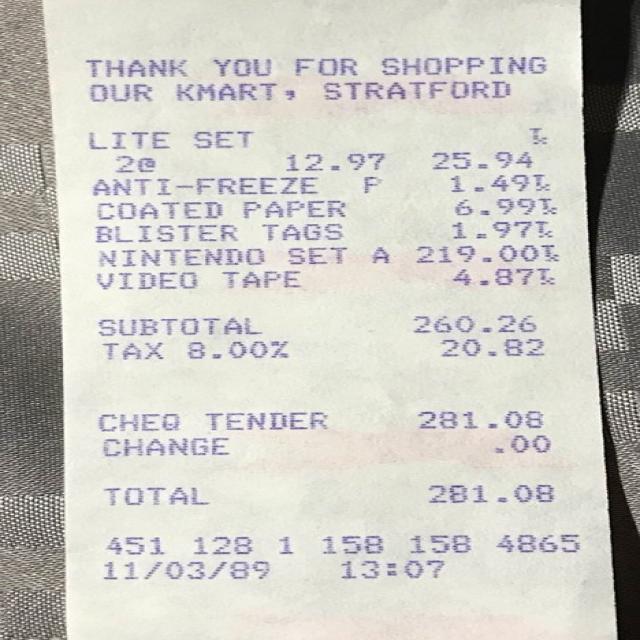 THANK YOU FOR SHOPPING
OUR KMART, STRATFORD
LITE SET
2@ 12.97 25.94
ANTI-FREEZE P 1.49
COATED PAPER 6.99
BLISTER TAGS 1.97
NINTENDO SET A 219.00
VIDEO TAPE 4.87
SUBTOTAL 260.26
TAX 8.00% 20.82
CHEQ TENDER 281.08
CHANGE .00
TOTAL 281.08
451 128 1 158 158 4865
11/03/89 13:07